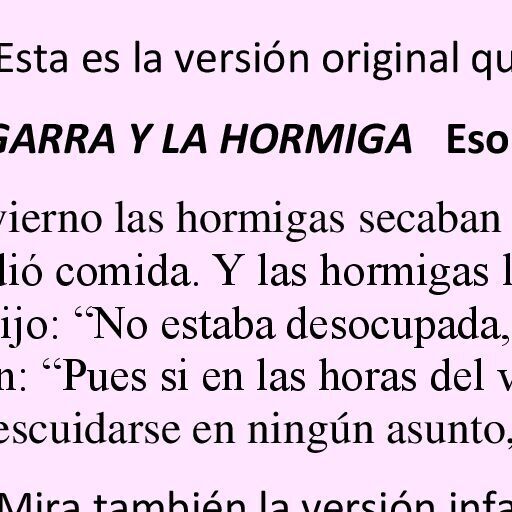 Esta es la versión original qu
GARRA Y LA HORMIGA Eso
vierno las hormigas secaban
dió comida. Y las hormigas l
ijo: “No estaba desocupada,
n: “Pues si en las horas del v
escuidarse en ningún asunto,
Mira también la versión infa